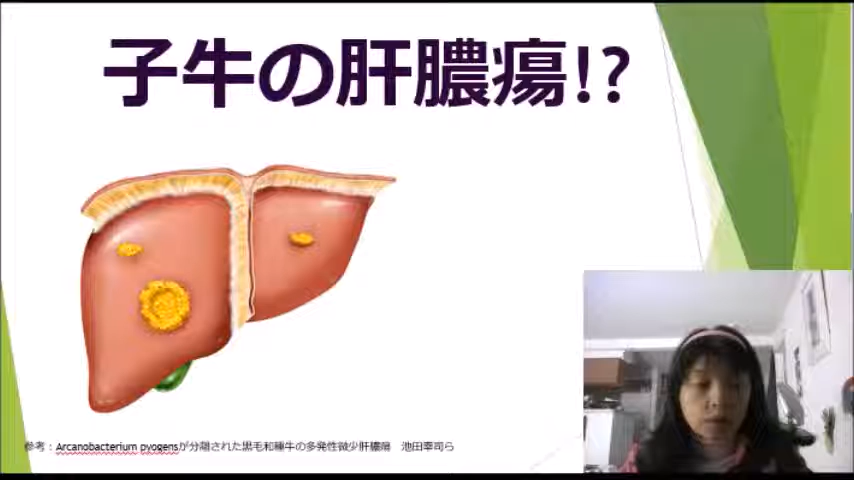 子牛の肝膿瘍!?
参考：Arcanobacterium pyogensが分離された黒毛和種牛の多発性微少肝膿瘍　池田幸司ら